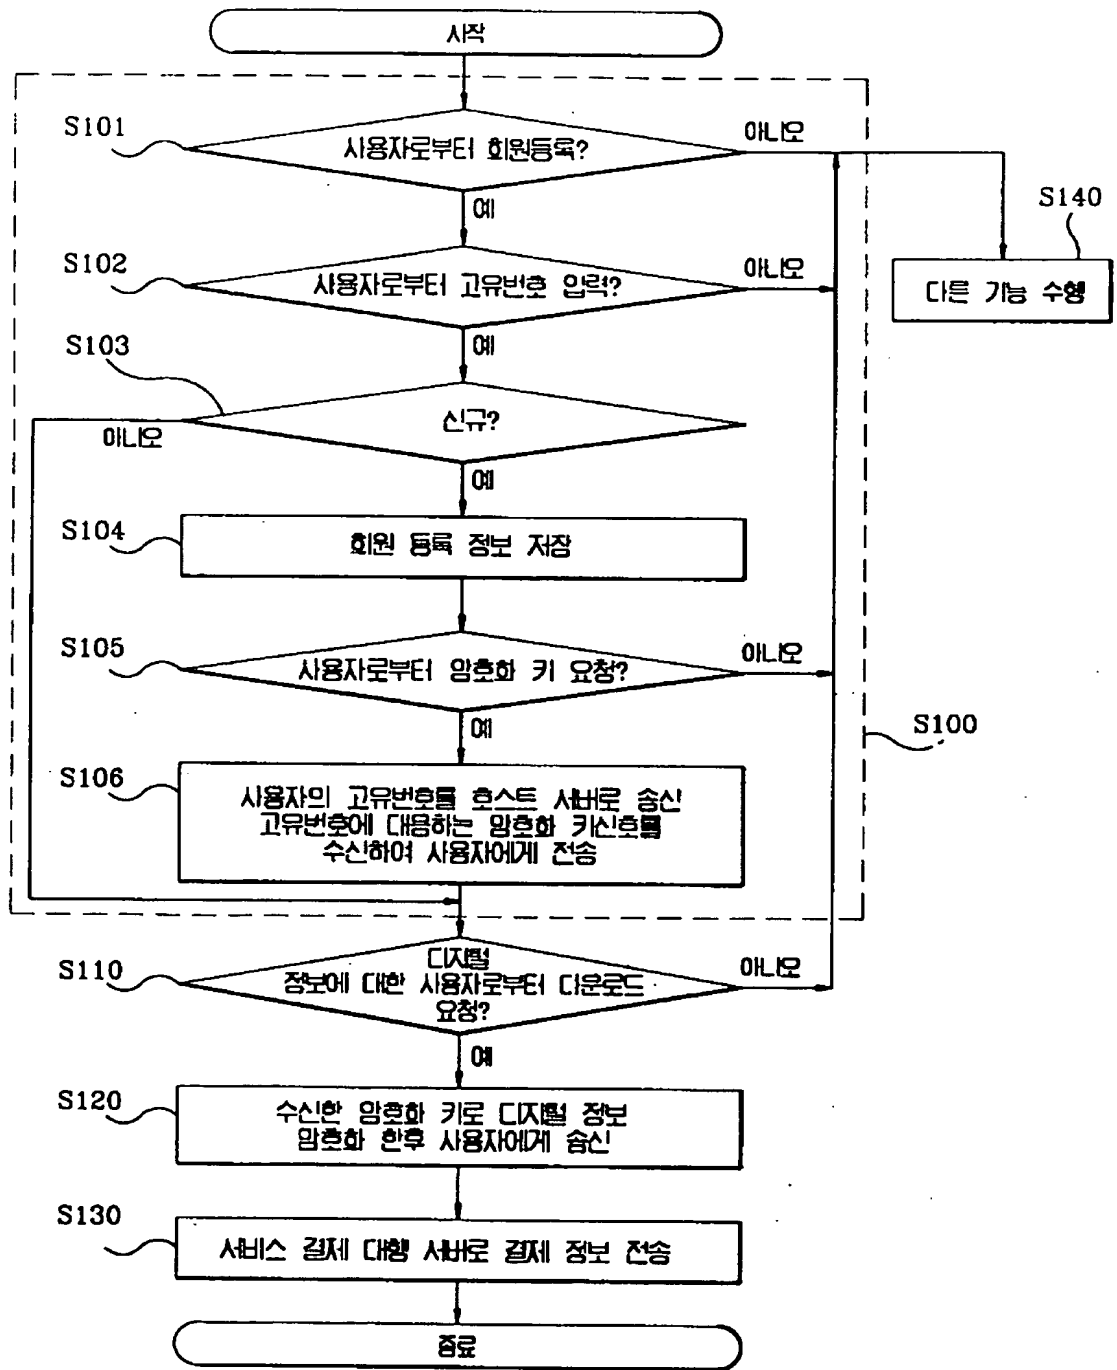 시작
S101
사용자로부터 회원등록?
아니오
예
S140
다른 기능 수행
S102
사용자로부터 고유번호 입력?
아니오
예
S103
신규?
아니오
예
S104
회원 등록 정보 저장
S105
사용자로부터 암호화 키 요청?
아니오
예
S100
S106
사용자의 고유번호를 호스트 서버로 송신
고유번호에 대응하는 암호화 키신호를
수신하여 사용자에게 전송
S110
디지털
정보에 대한 사용자로부터 다운로드
요청?
아니오
예
S120
수신한 암호화 키로 디지털 정보
암호화 한후 사용자에게 송신
S130
서비스 결제 대행 서버로 결제 정보 전송
종료